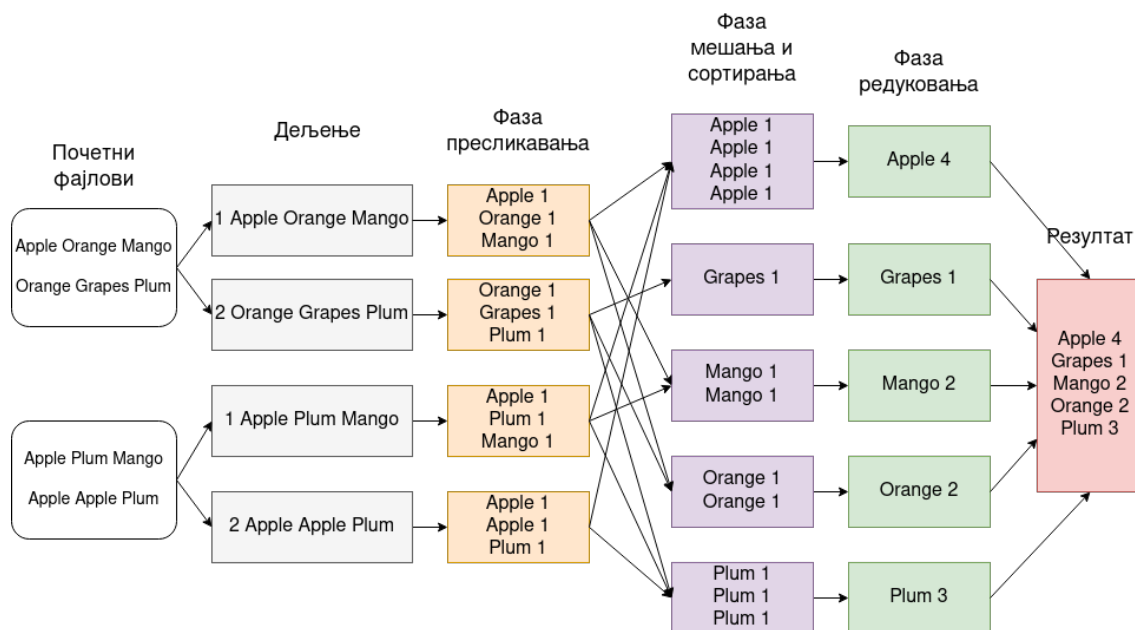 Почетни
фајлови
Apple Orange Mango
Orange Grapes Plum
Apple Plum Mango
Apple Apple Plum
Дељење
1 Apple Orange Mango
2 Orange Grapes Plum
1 Apple Plum Mango
2 Apple Apple Plum
Фаза
пресликавања
Apple 1
Orange 1
Mango 1
Orange 1
Grapes 1
Plum 1
Apple 1
Plum 1
Mango 1
Apple 1
Apple 1
Plum 1
Фаза
мешања и
сортирања
Apple 1
Apple 1
Apple 1
Apple 1
Grapes 1
Mango 1
Mango 1
Orange 1
Orange 1
Plum 1
Plum 1
Plum 1
Фаза
редуковања
Apple 4
Grapes 1
Mango 2
Orange 2
Plum 3
Резултат
Apple 4
Grapes 1
Mango 2
Orange 2
Plum 3